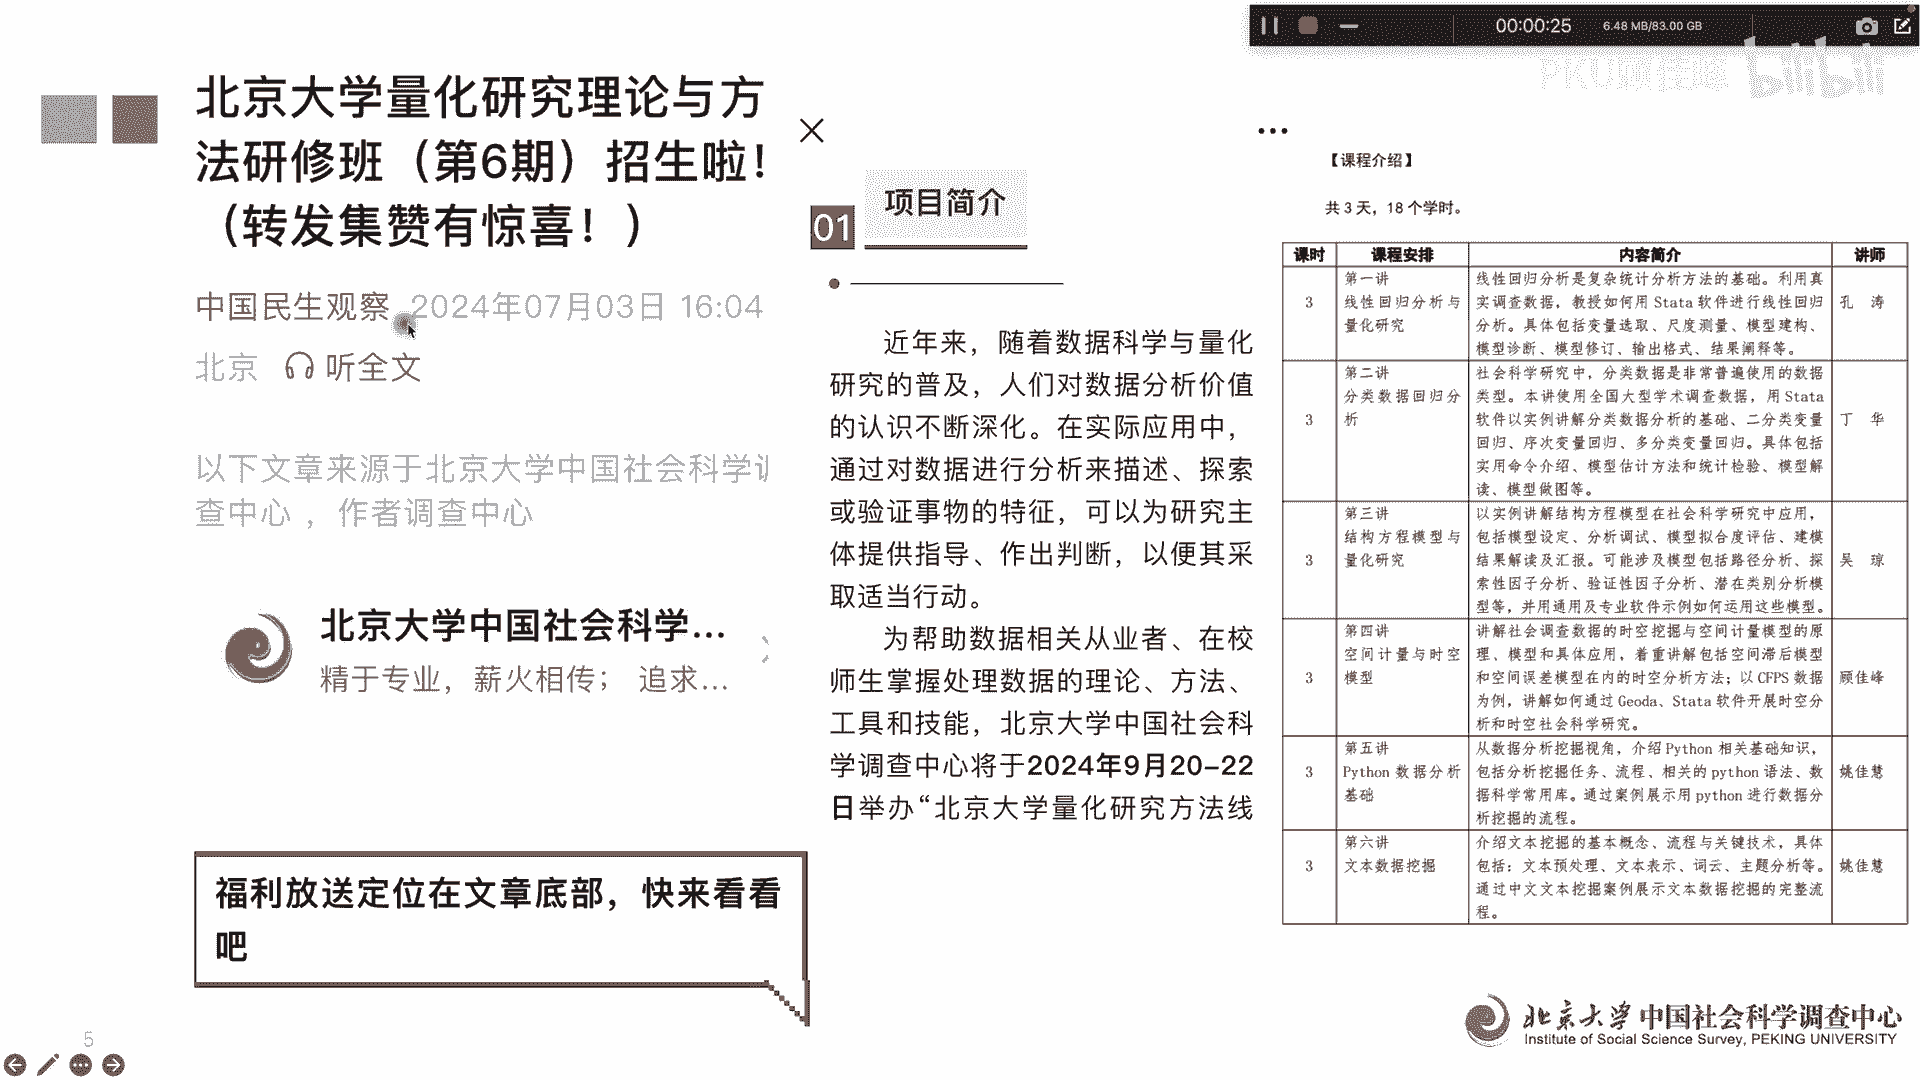 00:00:25
6.48 MB/83.00 GB
bilibili
北京大学量化研究理论与方
法研修班（第6期）招生啦！
（转发集赞有惊喜！）
中国民生观察
2024年07月03日 16:04
北京
听全文
以下文章来源于北京大学中国社会科学调
查中心 ，作者调查中心
北京大学中国社会科学...
精于专业，薪火相传； 追求...
福利放送定位在文章底部，快来看看
吧
5
01
项目简介
近年来，随着数据科学与量化
研究的普及，人们对数据分析价值
的认识不断深化。在实际应用中，
通过对数据进行分析来描述、探索
或验证事物的特征，可以为研究主
体提供指导、作出判断，以便其采
取适当行动。
为帮助数据相关从业者、在校
师生掌握处理数据的理论、方法、
工具和技能，北京大学中国社会科
学调查中心将于2024年9月20-22
日举办“北京大学量化研究方法线
【课程介绍】
共 3 天，18 个学时。
课时
课程安排
内容简介
讲师
3
第一讲
线性回归分析与
量化研究
线性回归分析是复杂统计分析方法的基础。利用真
实调查数据，教授如何用 Stata 软件进行线性回归
分析。具体包括变量选取、尺度测量、模型建构、
模型诊断、模型修订、输出格式、结果阐释等。
孔 涛
3
第二讲
分类数据回归分
析
社会科学研究中，分类数据是非常普遍使用的数据
类型。本讲使用全国大型学术调查数据，用 Stata
软件以实例讲解分类数据分析的基础、二分类变量
回归、序次变量回归、多分类变量回归。具体包括
实用命令介绍、模型估计方法和统计检验、模型解
读、模型做图等。
丁 华
3
第三讲
结构方程模型与
量化研究
以实例讲解结构方程模型在社会科学研究中应用，
包括模型设定、分析调试、模型拟合度评估、建模
结果解读及汇报。可能涉及模型包括路径分析、探
索性因子分析、验证性因子分析、潜在类别分析模
型等，并用通用及专业软件示例如何运用这些模型。
吴 琼
3
第四讲
空间计量与时空
模型
讲解社会调查数据的时空挖掘与空间计量模型的原
理、模型和具体应用，着重讲解包括空间滞后模型
和空间误差模型在内的时空分析方法；以 CFPS 数据
为例，讲解如何通过 Geoda、Stata 软件开展时空分
析和时空社会科学研究。
顾佳峰
3
第五讲
Python 数据分析
基础
从数据分析挖掘视角，介绍 Python 相关基础知识，
包括分析挖掘任务、流程、相关的 python 语法、数
据科学常用库。通过案例展示用 python 进行数据分
析挖掘的流程。
姚佳慧
3
第六讲
文本数据挖掘
介绍文本挖掘的基本概念、流程与关键技术，具体
包括：文本预处理、文本表示、词云、主题分析等。
通过中文文本挖掘案例展示文本数据挖掘的完整流
程。
姚佳慧
北京大学 中国社会科学调查中心
Institute of Social Science Survey, PEKING UNIVERSITY